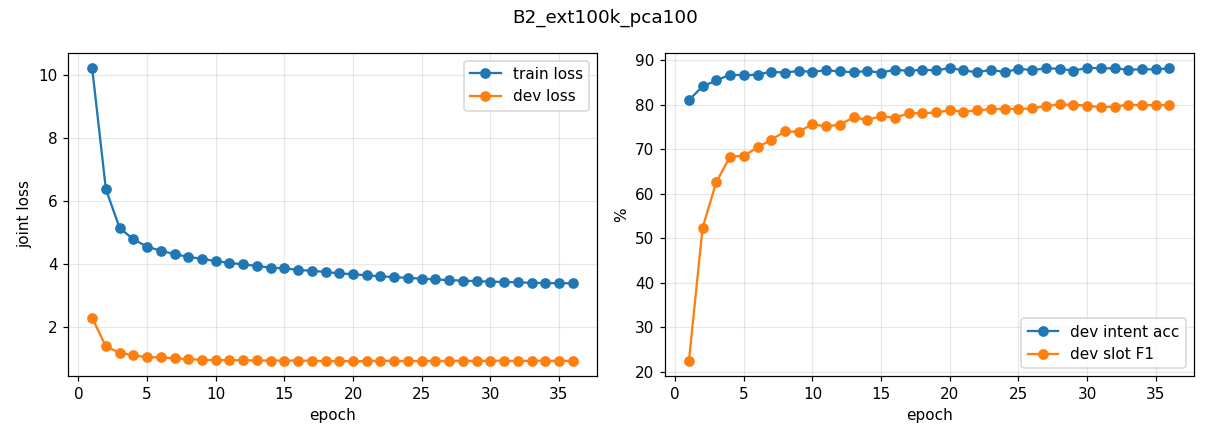 B2_ext100k_pca100
joint loss
10
8
6
4
2
0 5 10 15 20 25 30 35
epoch
train loss
dev loss
%
90
80
70
60
50
40
30
20
0 5 10 15 20 25 30 35
epoch
dev intent acc
dev slot F1